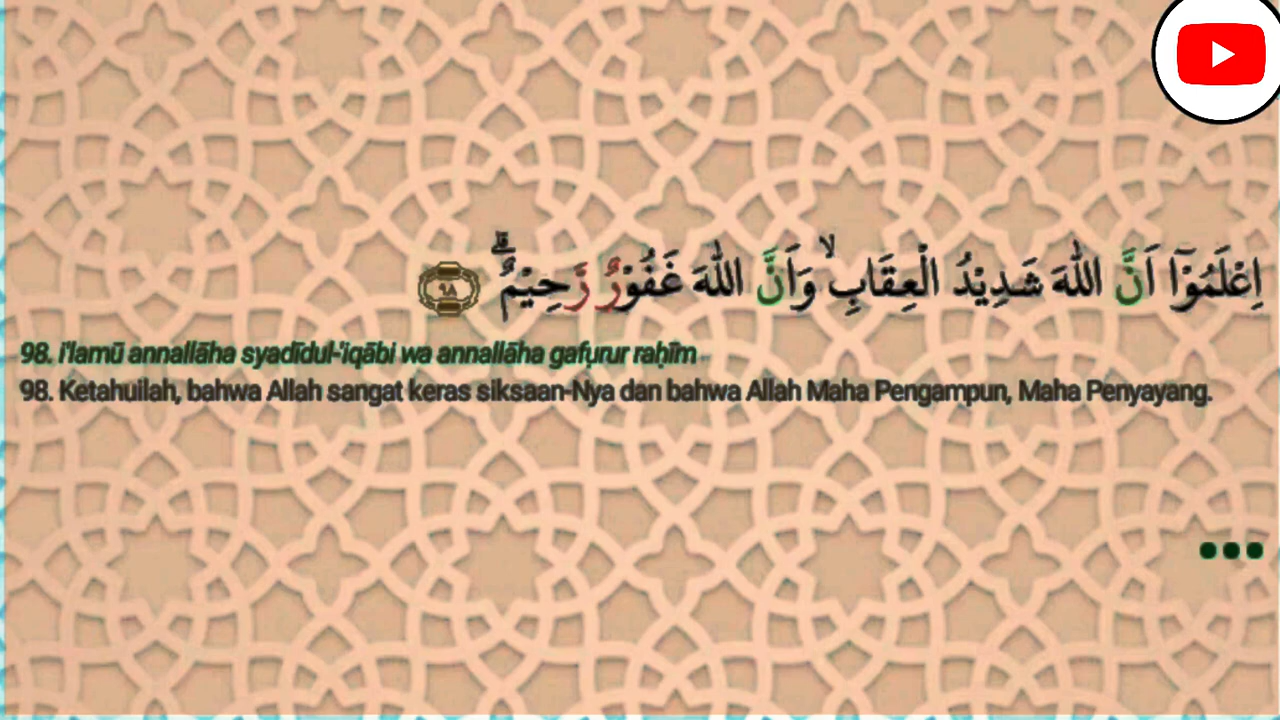 اِعْلَمُوْٓا اَنَّ اللّٰهَ شَدِيْدُ الْعِقَابِۙ وَاَنَّ اللّٰهَ غَفُوْرٌ رَّحِيْمٌۗ ٩٨
98. i'lamū annallāha syadīdul-'iqābi wa annallāha gafụrur raḥīm
98. Ketahuilah, bahwa Allah sangat keras siksaan-Nya dan bahwa Allah Maha Pengampun, Maha Penyayang.